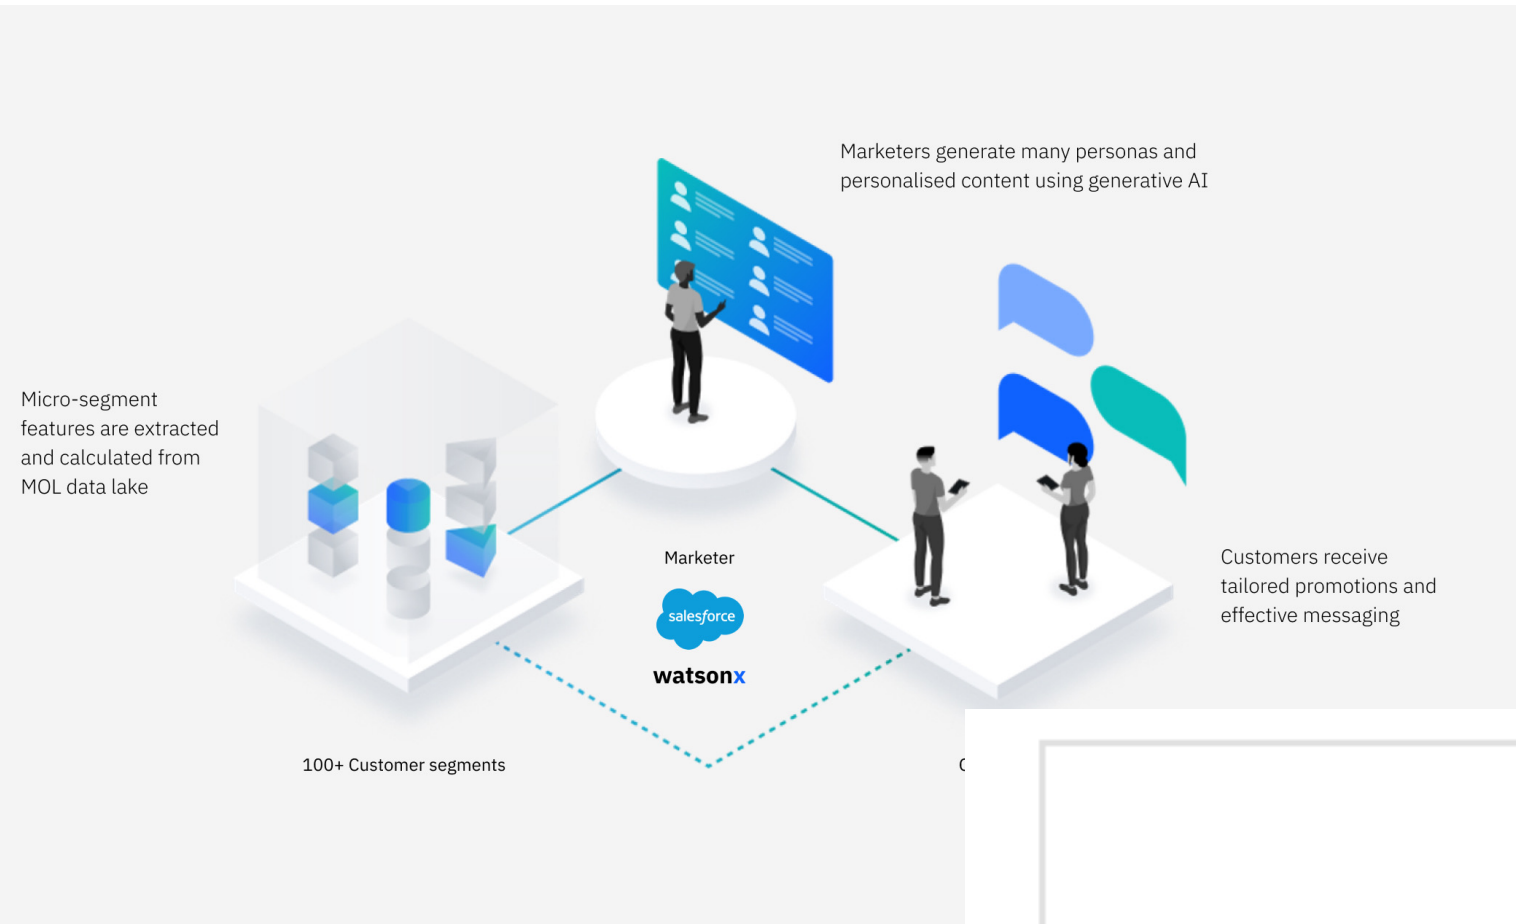 Marketers generate many personas and
personalised content using generative AI
Micro-segment
features are extracted
and calculated from
MOL data lake
Marketer
salesforce
watsonx
Customers receive
tailored promotions and
effective messaging
100+ Customer segments